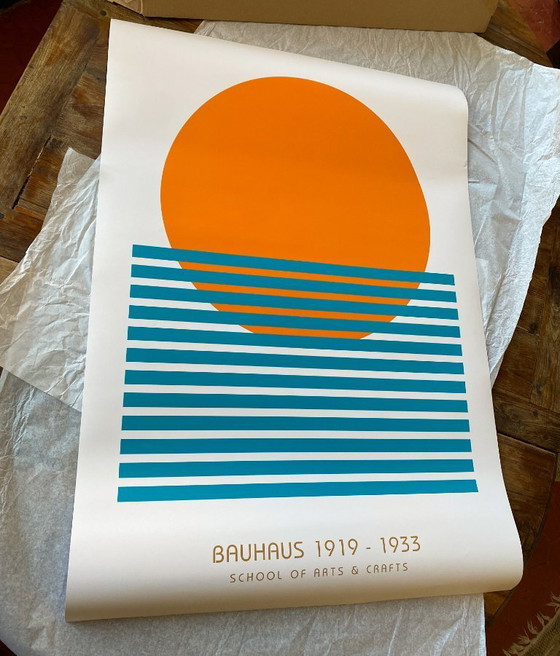 BAUHAUS 1919 - 1933
SCHOOL OF ARTS & CRAFTS